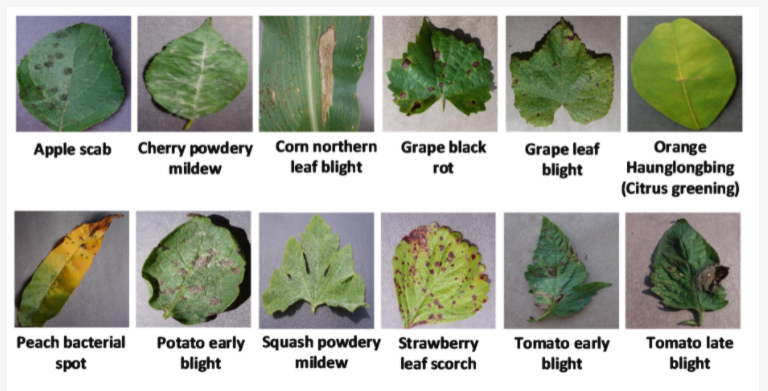 Apple scab
Cherry powdery
mildew
Corn northern
leaf blight
Grape black
rot
Grape leaf
blight
Orange
Haunglongbing
(Citrus greening)
Peach bacterial
spot
Potato early
blight
Squash powdery
mildew
Strawberry
leaf scorch
Tomato early
blight
Tomato late
blight